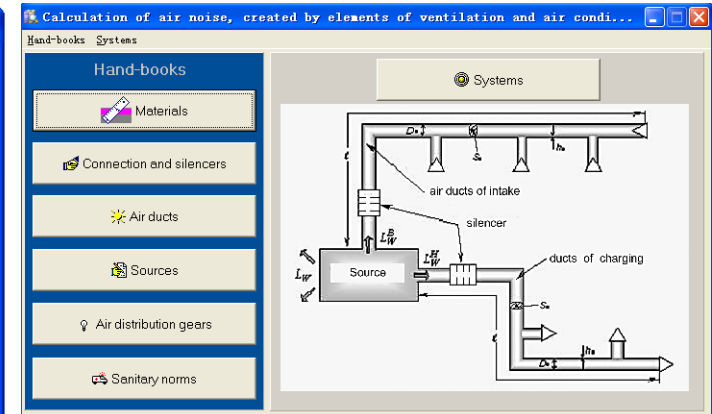 Calculation of air noise, created by elements of ventilation and air condi...
Hand-books Systems
Hand-books
Materials
Connection and silencers
Air ducts
Sources
Air distribution gears
Sanitary norms
Systems
air ducts of intake
silencer
Source
ducts of charging